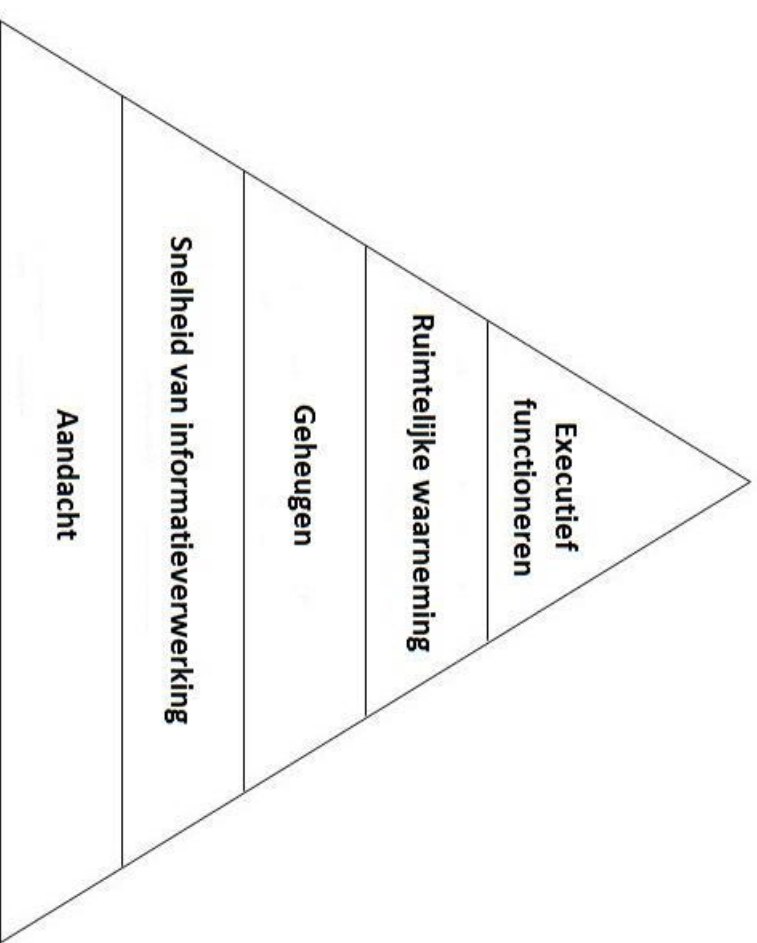 Executief
functioneren
Ruimtelijke waarneming
Geheugen
Snelheid van informatieverwerking
Aandacht